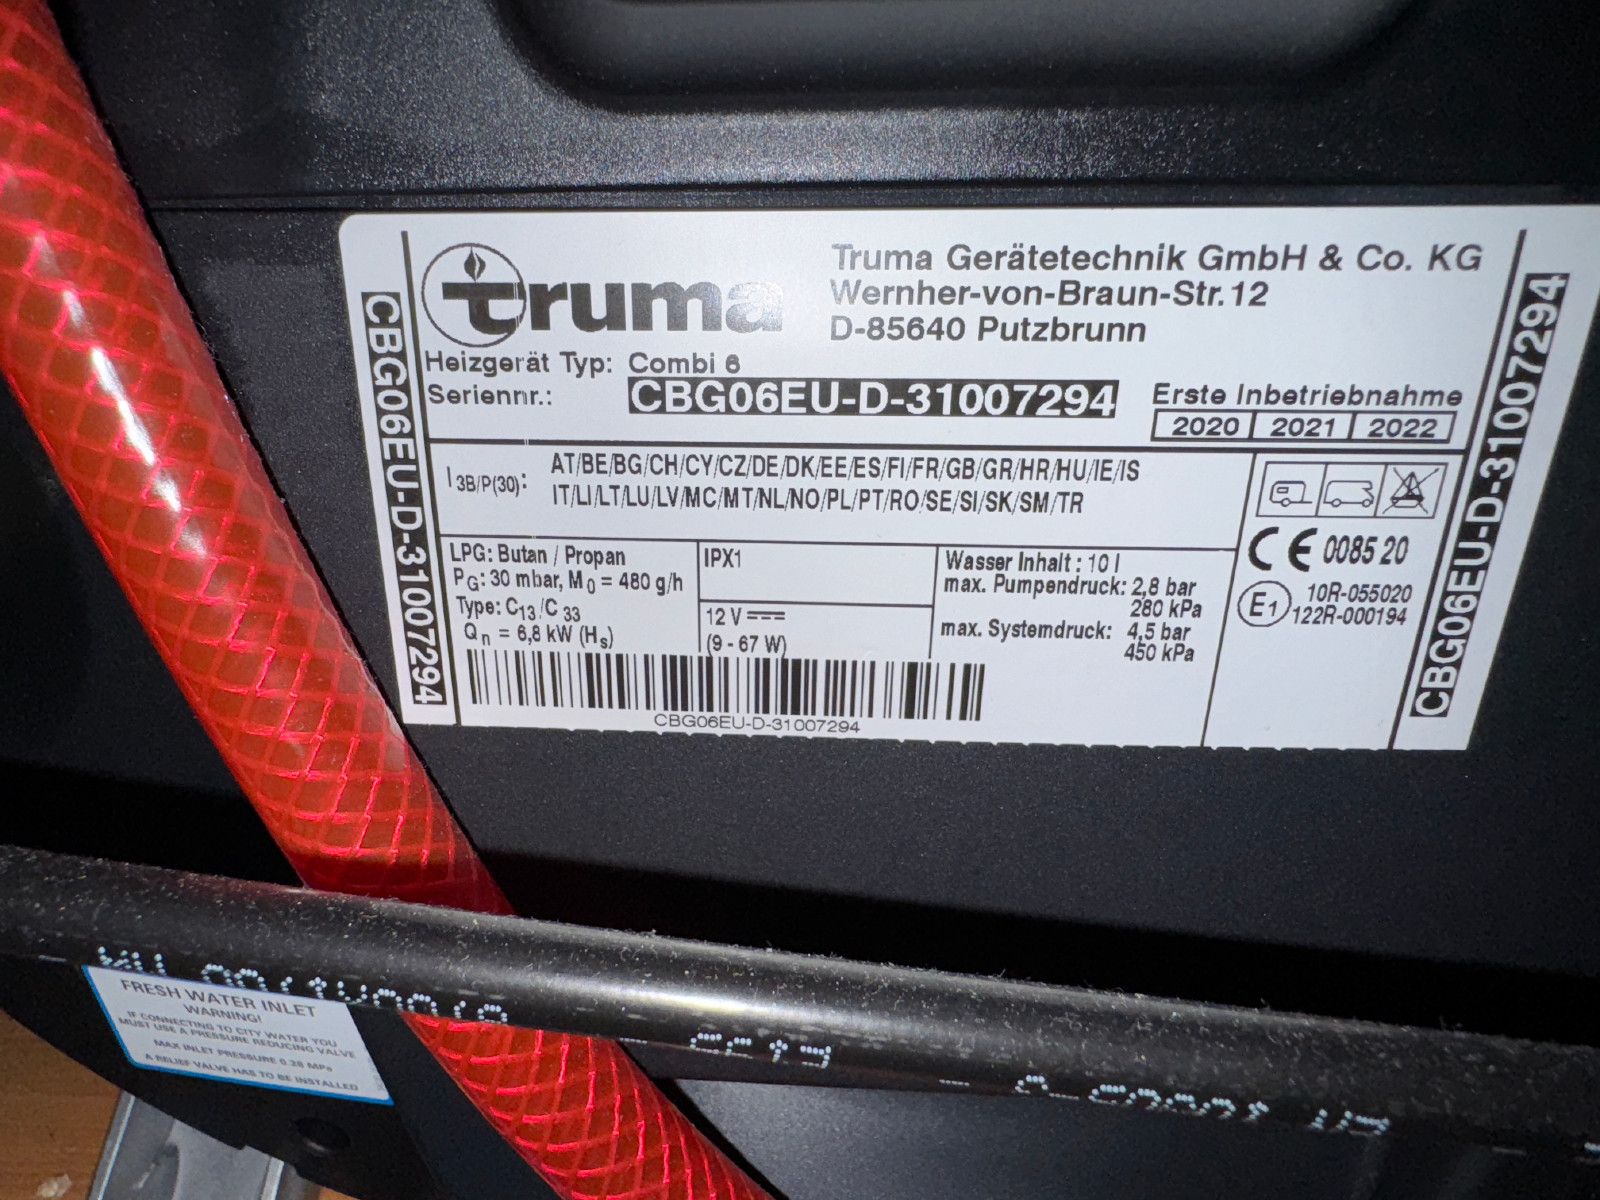 truma
Truma Gerätetechnik GmbH & Co. KG
Wernher-von-Braun-Str.12
D-85640 Putzbrunn
Heizgerät Typ: Combi 6
Seriennr.: CBG06EU-D-31007294
Erste Inbetriebnahme
2020 2021 2022
I3B/P(30): AT/BE/BG/CH/CY/CZ/DE/DK/EE/ES/FI/FR/GB/GR/HR/HU/IE/IS
IT/LI/LT/LU/LV/MC/MT/NL/NO/PL/PT/RO/SE/SI/SK/SM/TR
LPG: Butan / Propan
PG: 30 mbar, M0 = 480 g/h
Type: C13/C33
Qn = 6,8 kW (Hs)
IPX1
12 V
(9 - 67 W)
Wasser Inhalt : 10 l
max. Pumpendruck: 2,8 bar
280 kPa
max. Systemdruck: 4,5 bar
450 kPa
CE 0085 20
E1 10R-055020
122R-000194
CBG06EU-D-31007294
CBG06EU-D-31007294
CBG06EU-D-31007294
FRESH WATER INLET
WARNING!
IF CONNECTING TO CITY WATER YOU
MUST USE A PRESSURE REDUCING VALVE
MAX INLET PRESSURE 0.28 MPa
A RELIEF VALVE HAS TO BE INSTALLED